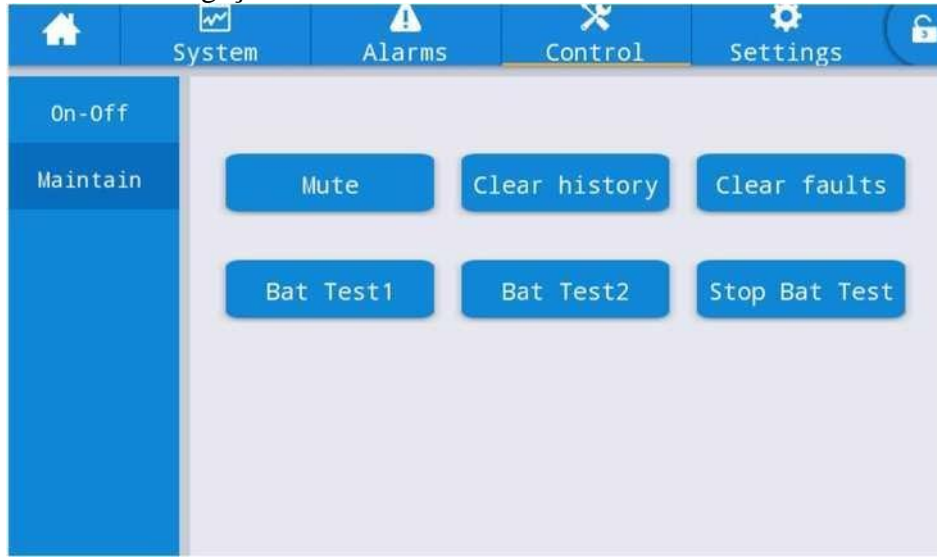 System Alarms Control Settings
On-Off
Maintain
Mute Clear history Clear faults
Bat Test1 Bat Test2 Stop Bat Test